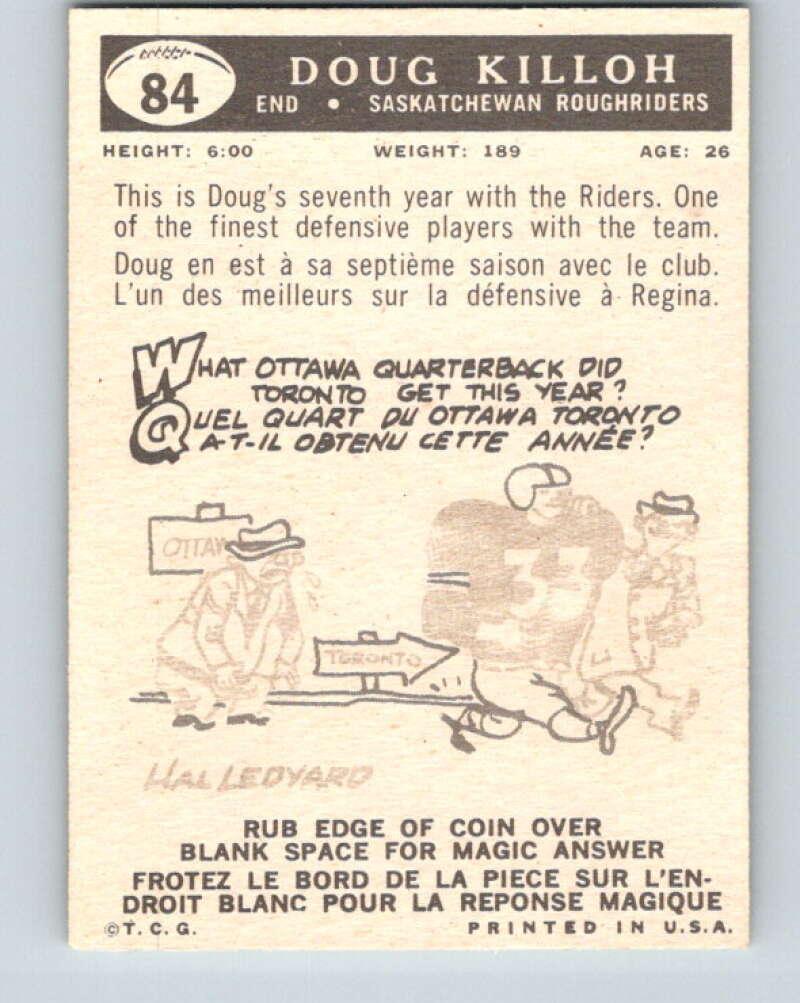 84
DOUG KILLOH
END • SASKATCHEWAN ROUGHRIDERS
HEIGHT: 6:00 WEIGHT: 189 AGE: 26
This is Doug's seventh year with the Riders. One
of the finest defensive players with the team.
Doug en est à sa septième saison avec le club.
L'un des meilleurs sur la défensive à Regina.
WHAT OTTAWA QUARTERBACK DID
TORONTO GET THIS YEAR?
QUEL QUART DU OTTAWA TORONTO
A-T-IL OBTENU CETTE ANNÉE?
OTTAW
33
TORONTO
HAL LEDYARD
RUB EDGE OF COIN OVER
BLANK SPACE FOR MAGIC ANSWER
FROTEZ LE BORD DE LA PIECE SUR L'EN-
DROIT BLANC POUR LA REPONSE MAGIQUE
©T.C.G. PRINTED IN U.S.A.